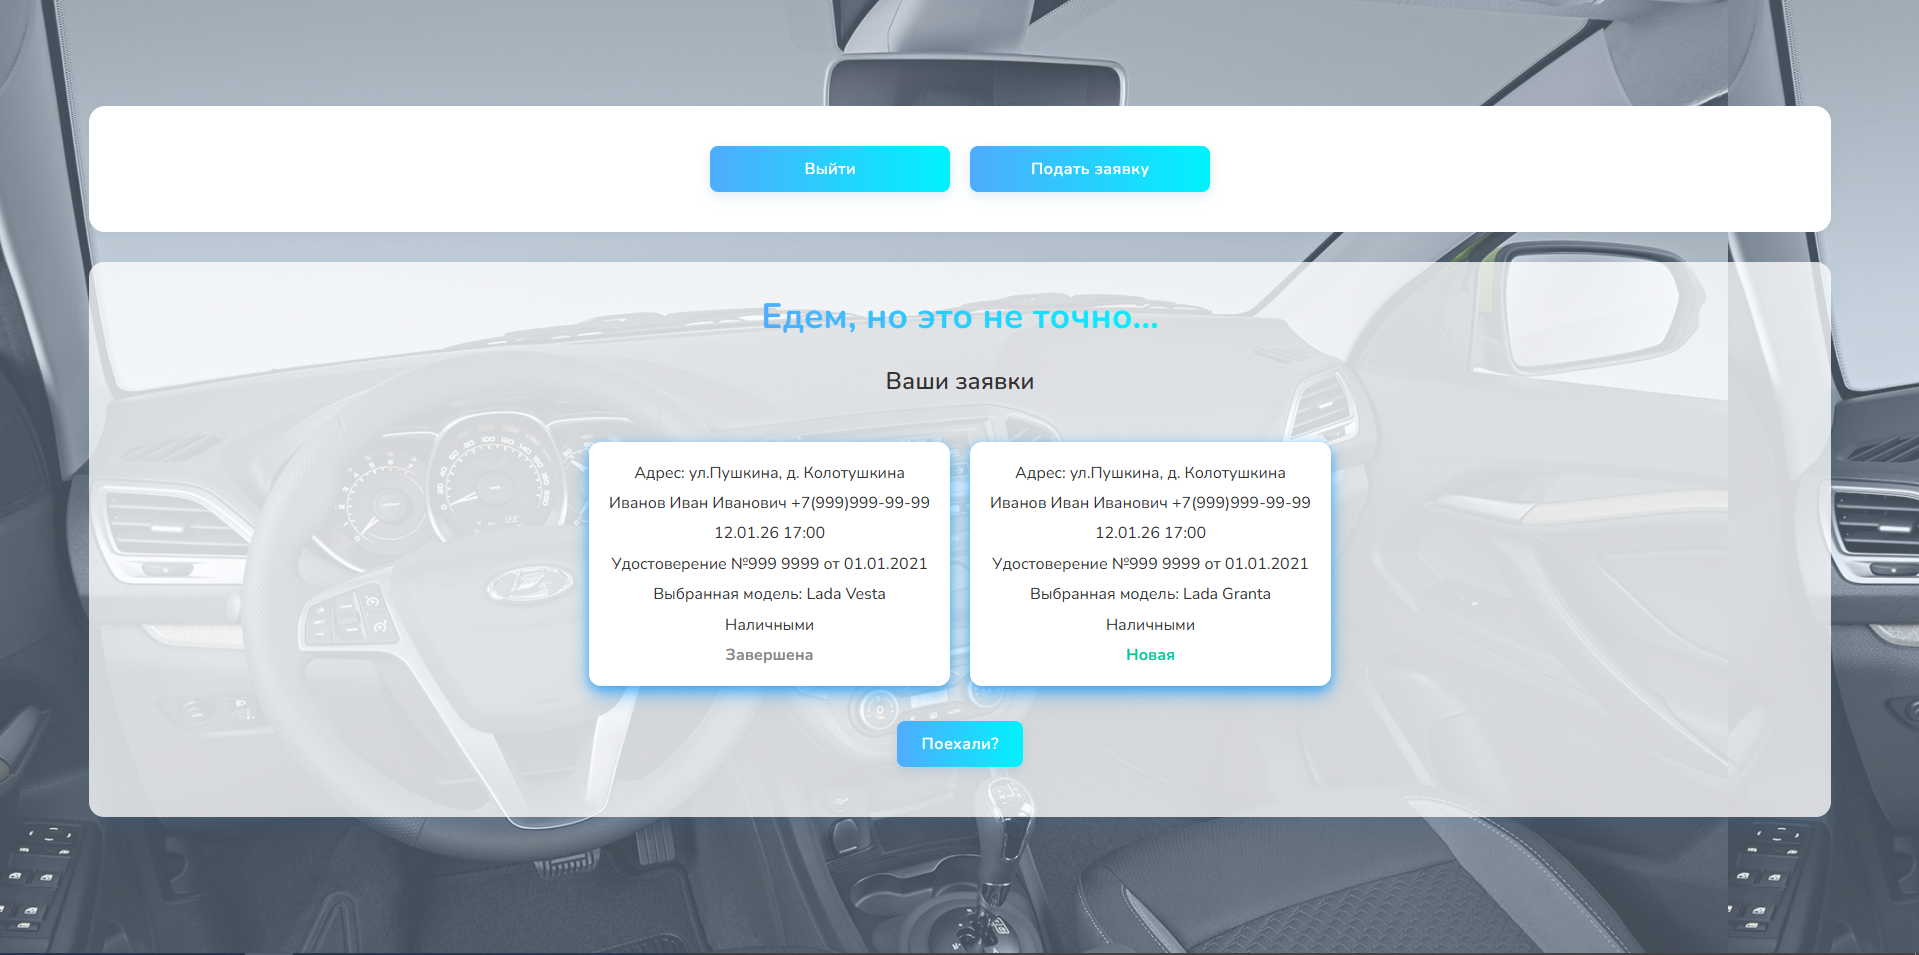 Выйти
Подать заявку
Едем, но это не точно...
Ваши заявки
Адрес: ул.Пушкина, д. Колотушкина
Иванов Иван Иванович +7(999)999-99-99
12.01.26 17:00
Удостоверение №999 9999 от 01.01.2021
Выбранная модель: Lada Vesta
Наличными
Завершена
Адрес: ул.Пушкина, д. Колотушкина
Иванов Иван Иванович +7(999)999-99-99
12.01.26 17:00
Удостоверение №999 9999 от 01.01.2021
Выбранная модель: Lada Granta
Наличными
Новая
Поехали?